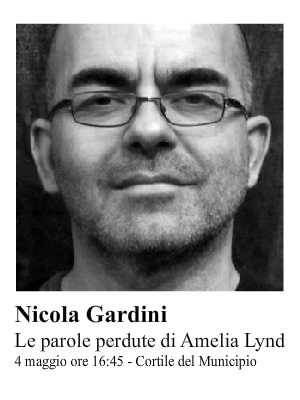 Nicola Gardini
Le parole perdute di Amelia Lynd
4 maggio ore 16:45 - Cortile del Municipio